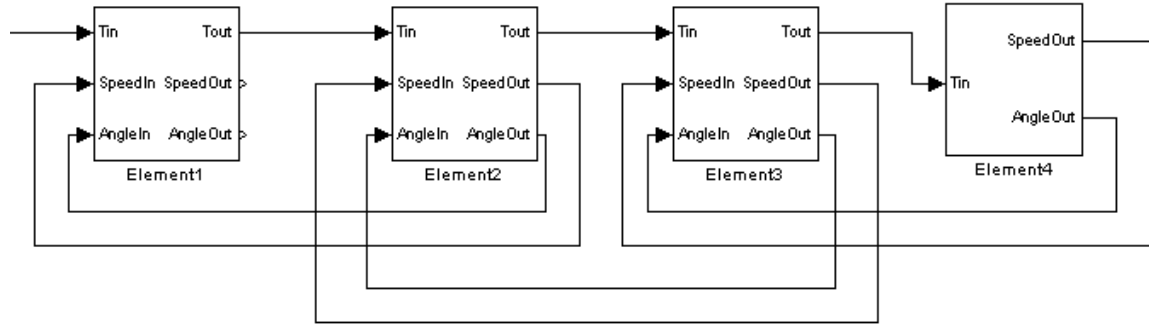 Tin Tout
SpeedIn SpeedOut
AngleIn AngleOut
Element1
Tin Tout
SpeedIn SpeedOut
AngleIn AngleOut
Element2
Tin Tout
SpeedIn SpeedOut
AngleIn AngleOut
Element3
SpeedOut
Tin
AngleOut
Element4